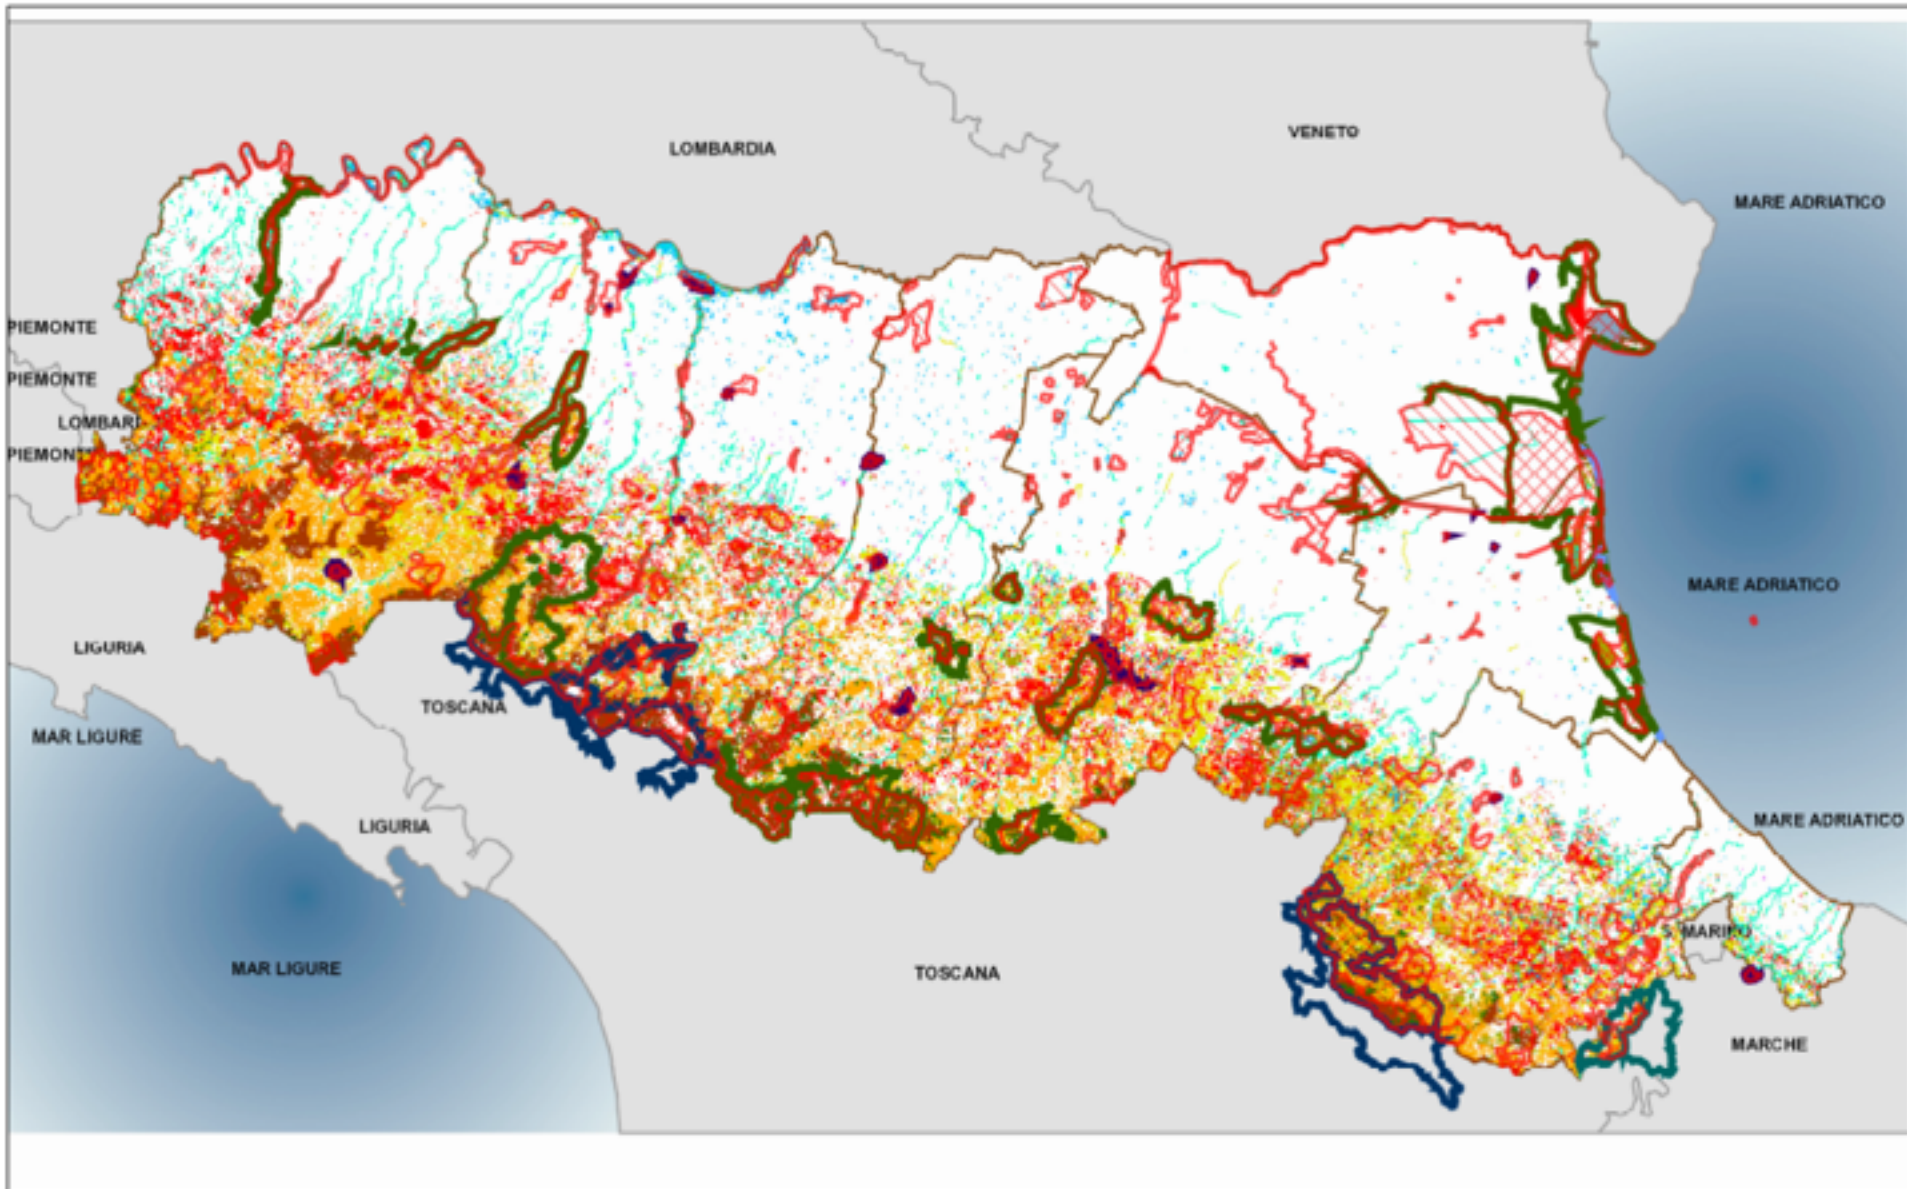 VENETO
LOMBARDIA
MARE ADRIATICO
PIEMONTE
PIEMONTE
LOMBARDI
PIEMONTE
MARE ADRIATICO
LIGURIA
TOSCANA
MAR LIGURE
MARE ADRIATICO
LIGURIA
S. MARINO
MAR LIGURE
TOSCANA
MARCHE